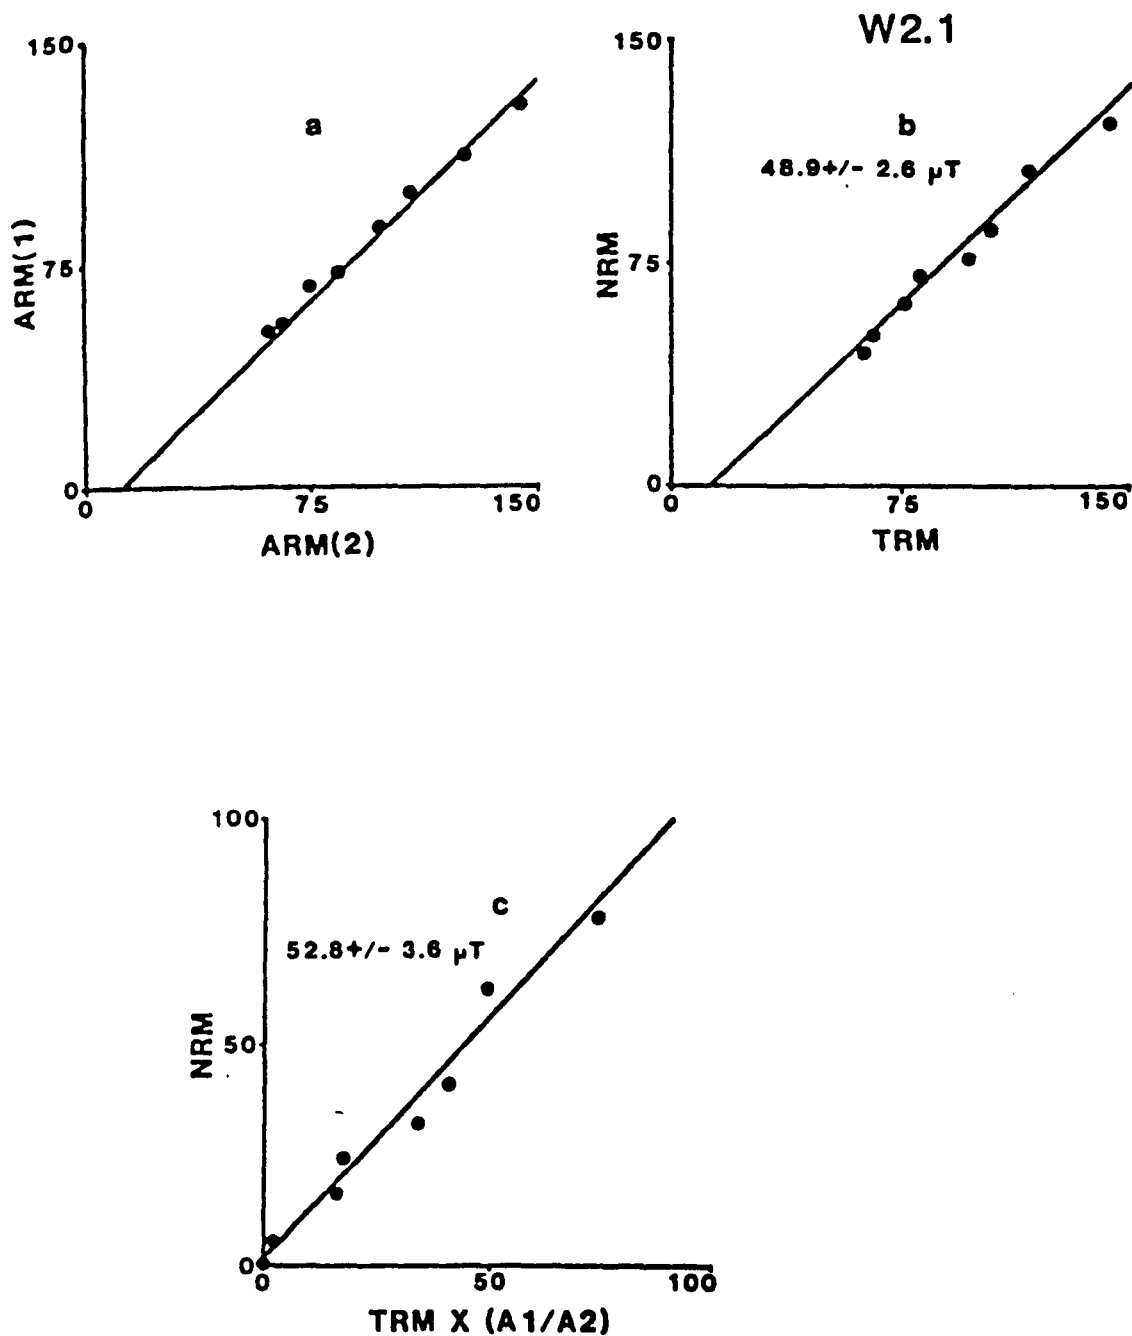 W2.1
150
a
ARM(1)
75
0
0 75 150
ARM(2)
150
b
48.9+/- 2.6 µT
NRM
75
0
0 75 150
TRM
100
c
52.8+/- 3.6 µT
NRM
50
0
0 50 100
TRM X (A1/A2)